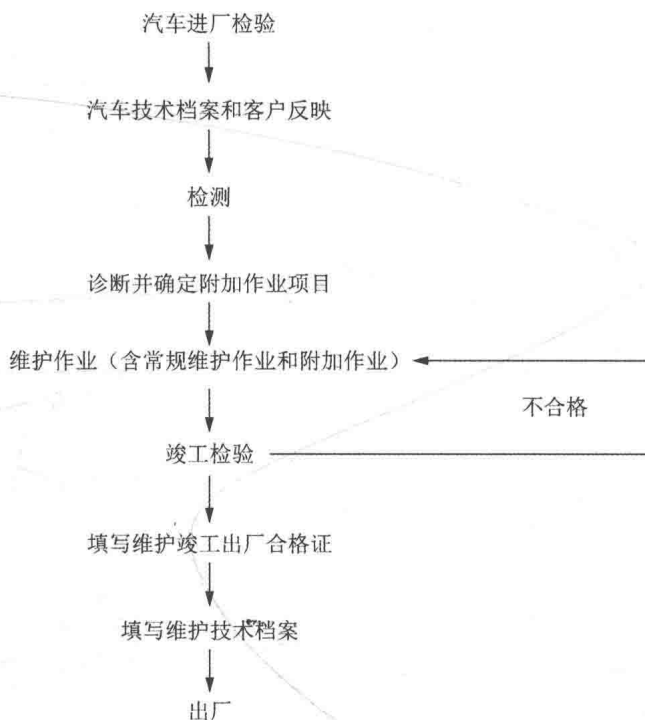 汽车进厂检验
汽车技术档案和客户反映
检测
诊断并确定附加作业项目
维护作业（含常规维护作业和附加作业）
不合格
竣工检验
填写维护竣工出厂合格证
填写维护技术档案
出厂